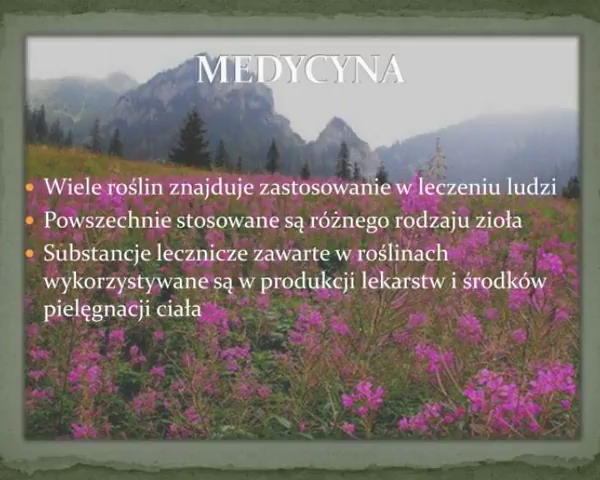 MEDYCYNA
Wiele roślin znajduje zastosowanie w leczeniu ludzi
Powszechnie stosowane są różnego rodzaju zioła
Substancje lecznicze zawarte w roślinach
wykorzystywane są w produkcji lekarstw i środków
pielęgnacji ciała